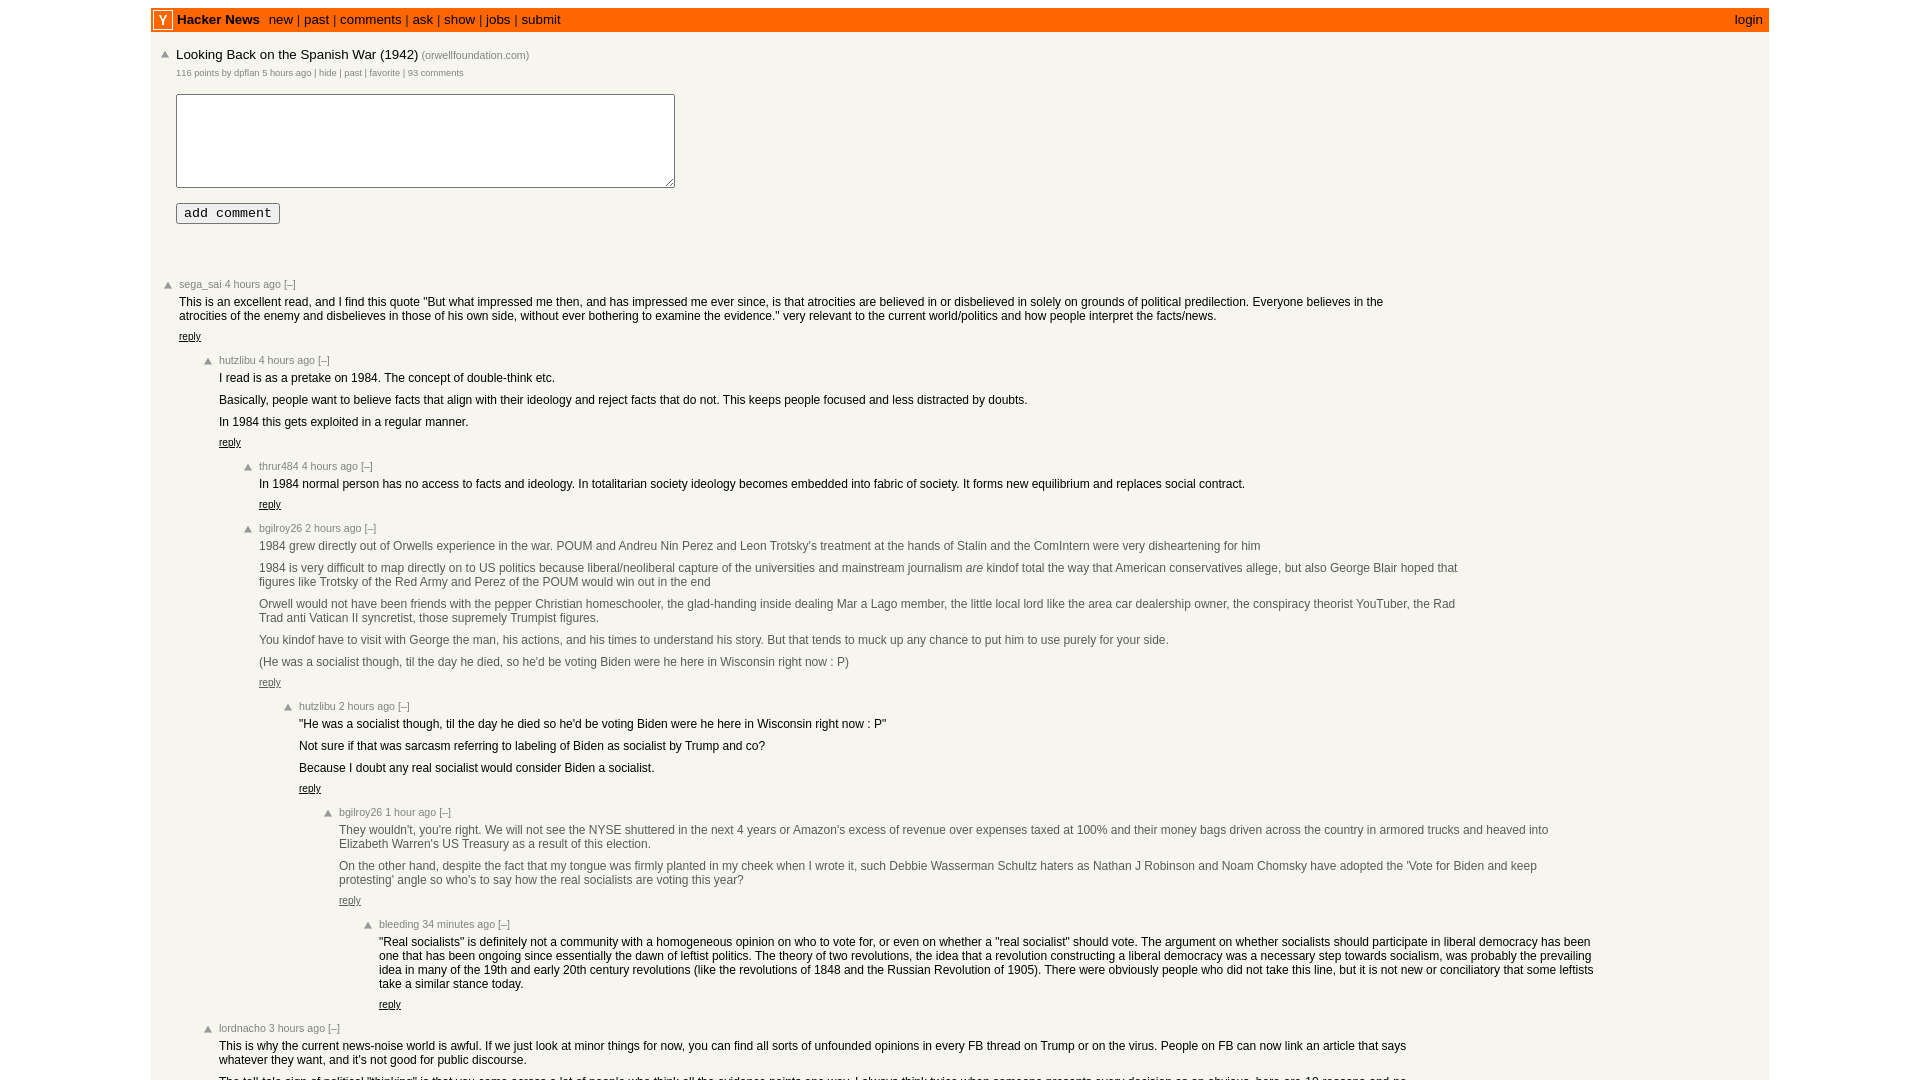 Y Hacker News new | past | comments | ask | show | jobs | submit login
Looking Back on the Spanish War (1942) (orwellfoundation.com)
116 points by dpflan 5 hours ago | hide | past | favorite | 93 comments
add comment
sega_sai 4 hours ago [–]
This is an excellent read, and I find this quote "But what impressed me then, and has impressed me ever since, is that atrocities are believed in or disbelieved in solely on grounds of political predilection. Everyone believes in the
atrocities of the enemy and disbelieves in those of his own side, without ever bothering to examine the evidence." very relevant to the current world/politics and how people interpret the facts/news.
reply
hutzlibu 4 hours ago [–]
I read is as a pretake on 1984. The concept of double-think etc.
Basically, people want to believe facts that align with their ideology and reject facts that do not. This keeps people focused and less distracted by doubts.
In 1984 this gets exploited in a regular manner.
reply
thrur484 4 hours ago [–]
In 1984 normal person has no access to facts and ideology. In totalitarian society ideology becomes embedded into fabric of society. It forms new equilibrium and replaces social contract.
reply
bgilroy26 2 hours ago [–]
1984 grew directly out of Orwells experience in the war. POUM and Andreu Nin Perez and Leon Trotsky's treatment at the hands of Stalin and the ComIntern were very disheartening for him
1984 is very difficult to map directly on to US politics because liberal/neoliberal capture of the universities and mainstream journalism are kindof total the way that American conservatives allege, but also George Blair hoped that
figures like Trotsky of the Red Army and Perez of the POUM would win out in the end
Orwell would not have been friends with the pepper Christian homeschooler, the glad-handing inside dealing Mar a Lago member, the little local lord like the area car dealership owner, the conspiracy theorist YouTuber, the Rad
Trad anti Vatican II syncretist, those supremely Trumpist figures.
You kindof have to visit with George the man, his actions, and his times to understand his story. But that tends to muck up any chance to put him to use purely for your side.
(He was a socialist though, til the day he died, so he'd be voting Biden were he here in Wisconsin right now : P)
reply
hutzlibu 2 hours ago [–]
"He was a socialist though, til the day he died so he'd be voting Biden were he here in Wisconsin right now : P"
Not sure if that was sarcasm referring to labeling of Biden as socialist by Trump and co?
Because I doubt any real socialist would consider Biden a socialist.
reply
bgilroy26 1 hour ago [–]
They wouldn't, you're right. We will not see the NYSE shuttered in the next 4 years or Amazon's excess of revenue over expenses taxed at 100% and their money bags driven across the country in armored trucks and heaved into
Elizabeth Warren's US Treasury as a result of this election.
On the other hand, despite the fact that my tongue was firmly planted in my cheek when I wrote it, such Debbie Wasserman Schultz haters as Nathan J Robinson and Noam Chomsky have adopted the 'Vote for Biden and keep
protesting' angle so who's to say how the real socialists are voting this year?
reply
bleeding 34 minutes ago [–]
"Real socialists" is definitely not a community with a homogeneous opinion on who to vote for, or even on whether a "real socialist" should vote. The argument on whether socialists should participate in liberal democracy has been
one that has been ongoing since essentially the dawn of leftist politics. The theory of two revolutions, the idea that a revolution constructing a liberal democracy was a necessary step towards socialism, was probably the prevailing
idea in many of the 19th and early 20th century revolutions (like the revolutions of 1848 and the Russian Revolution of 1905). There were obviously people who did not take this line, but it is not new or conciliatory that some leftists
take a similar stance today.
reply
lordnacho 3 hours ago [–]
This is why the current news-noise world is awful. If we just look at minor things for now, you can find all sorts of unfounded opinions in every FB thread on Trump or on the virus. People on FB can now link an article that says
whatever they want, and it's not good for public discourse.